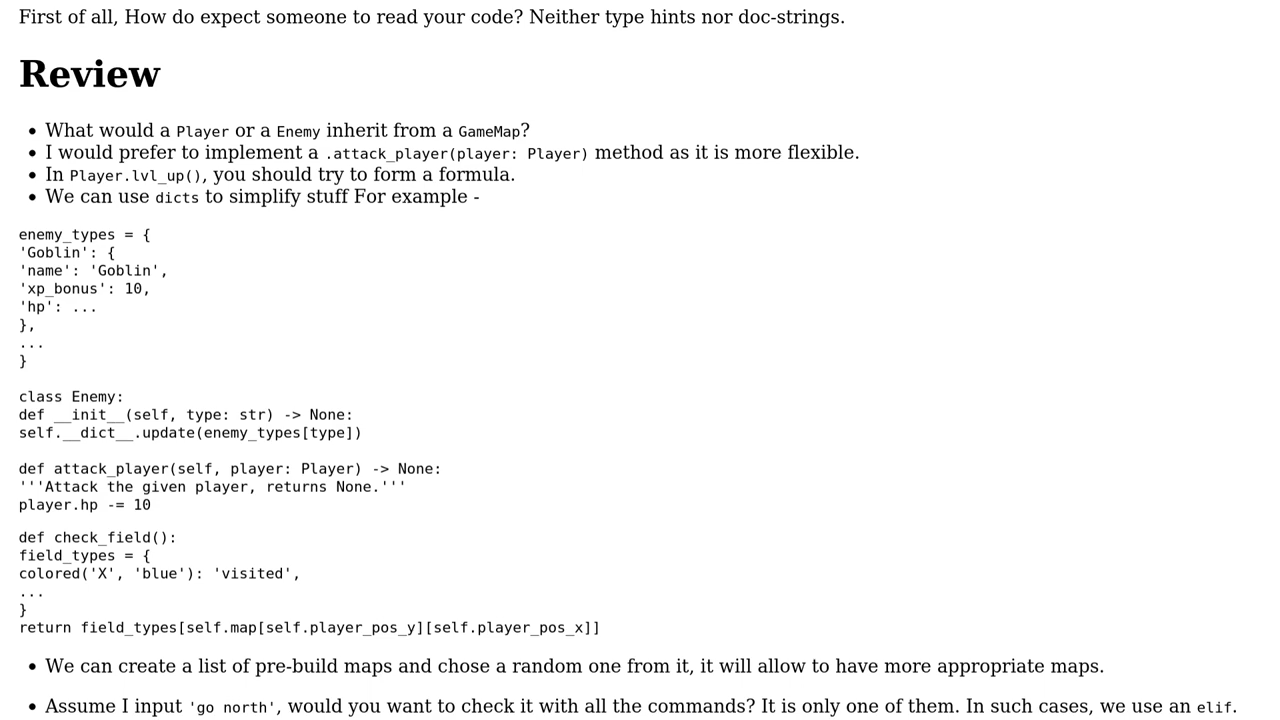 First of all, How do expect someone to read your code? Neither type hints nor doc-strings.
Review
• What would a Player or a Enemy inherit from a GameMap?
• I would prefer to implement a .attack_player(player: Player) method as it is more flexible.
• In Player.lvl_up(), you should try to form a formula.
• We can use dicts to simplify stuff For example -
enemy_types = {
'Goblin': {
'name': 'Goblin',
'xp_bonus': 10,
'hp': ...
},
...
}
class Enemy:
def __init__(self, type: str) -> None:
self.__dict__.update(enemy_types[type])
def attack_player(self, player: Player) -> None:
'''Attack the given player, returns None.'''
player.hp -= 10
def check_field():
field_types = {
colored('X', 'blue'): 'visited',
...
}
return field_types[self.map[self.player_pos_y][self.player_pos_x]]
• We can create a list of pre-build maps and chose a random one from it, it will allow to have more appropriate maps.
• Assume I input 'go north', would you want to check it with all the commands? It is only one of them. In such cases, we use an elif.